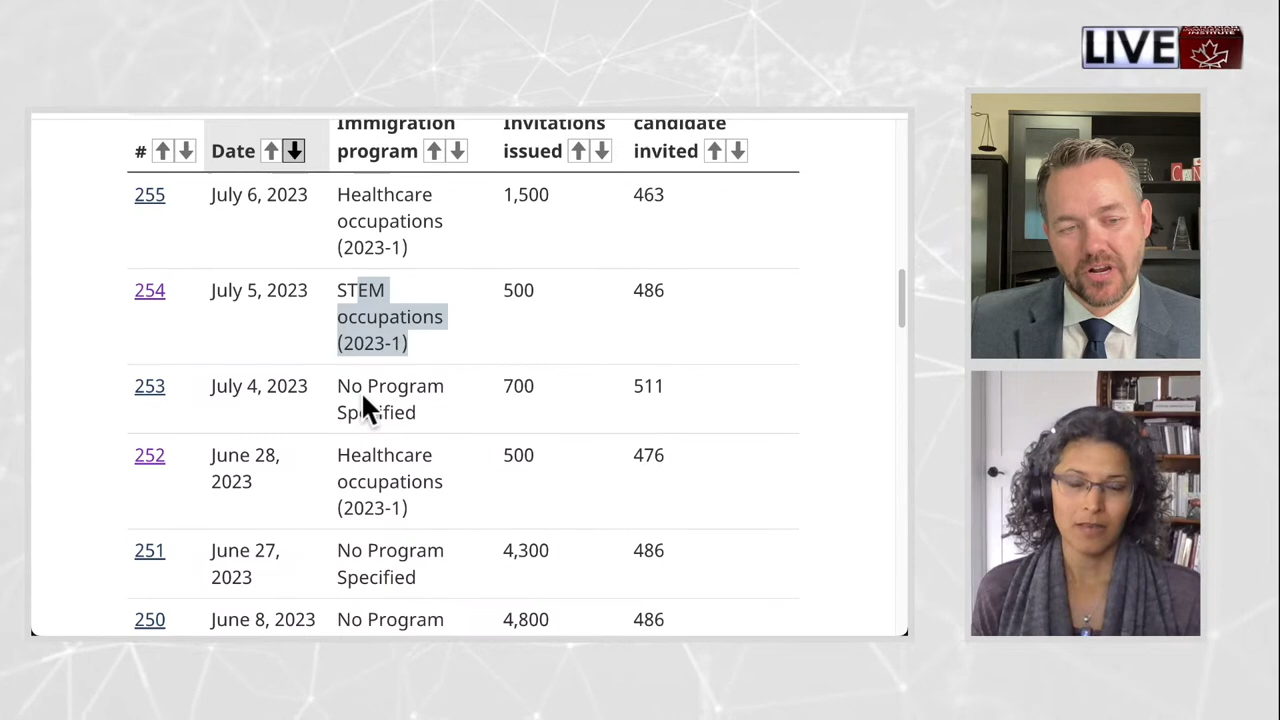 LIVE
INSTITUTE
Immigration Invitations candidate
# Date program issued invited
255 July 6, 2023 Healthcare 1,500 463
occupations
(2023-1)
254 July 5, 2023 STEM 500 486
occupations
(2023-1)
253 July 4, 2023 No Program 700 511
Specified
252 June 28, Healthcare 500 476
2023 occupations
(2023-1)
251 June 27, No Program 4,300 486
2023 Specified
250 June 8, 2023 No Program 4,800 486